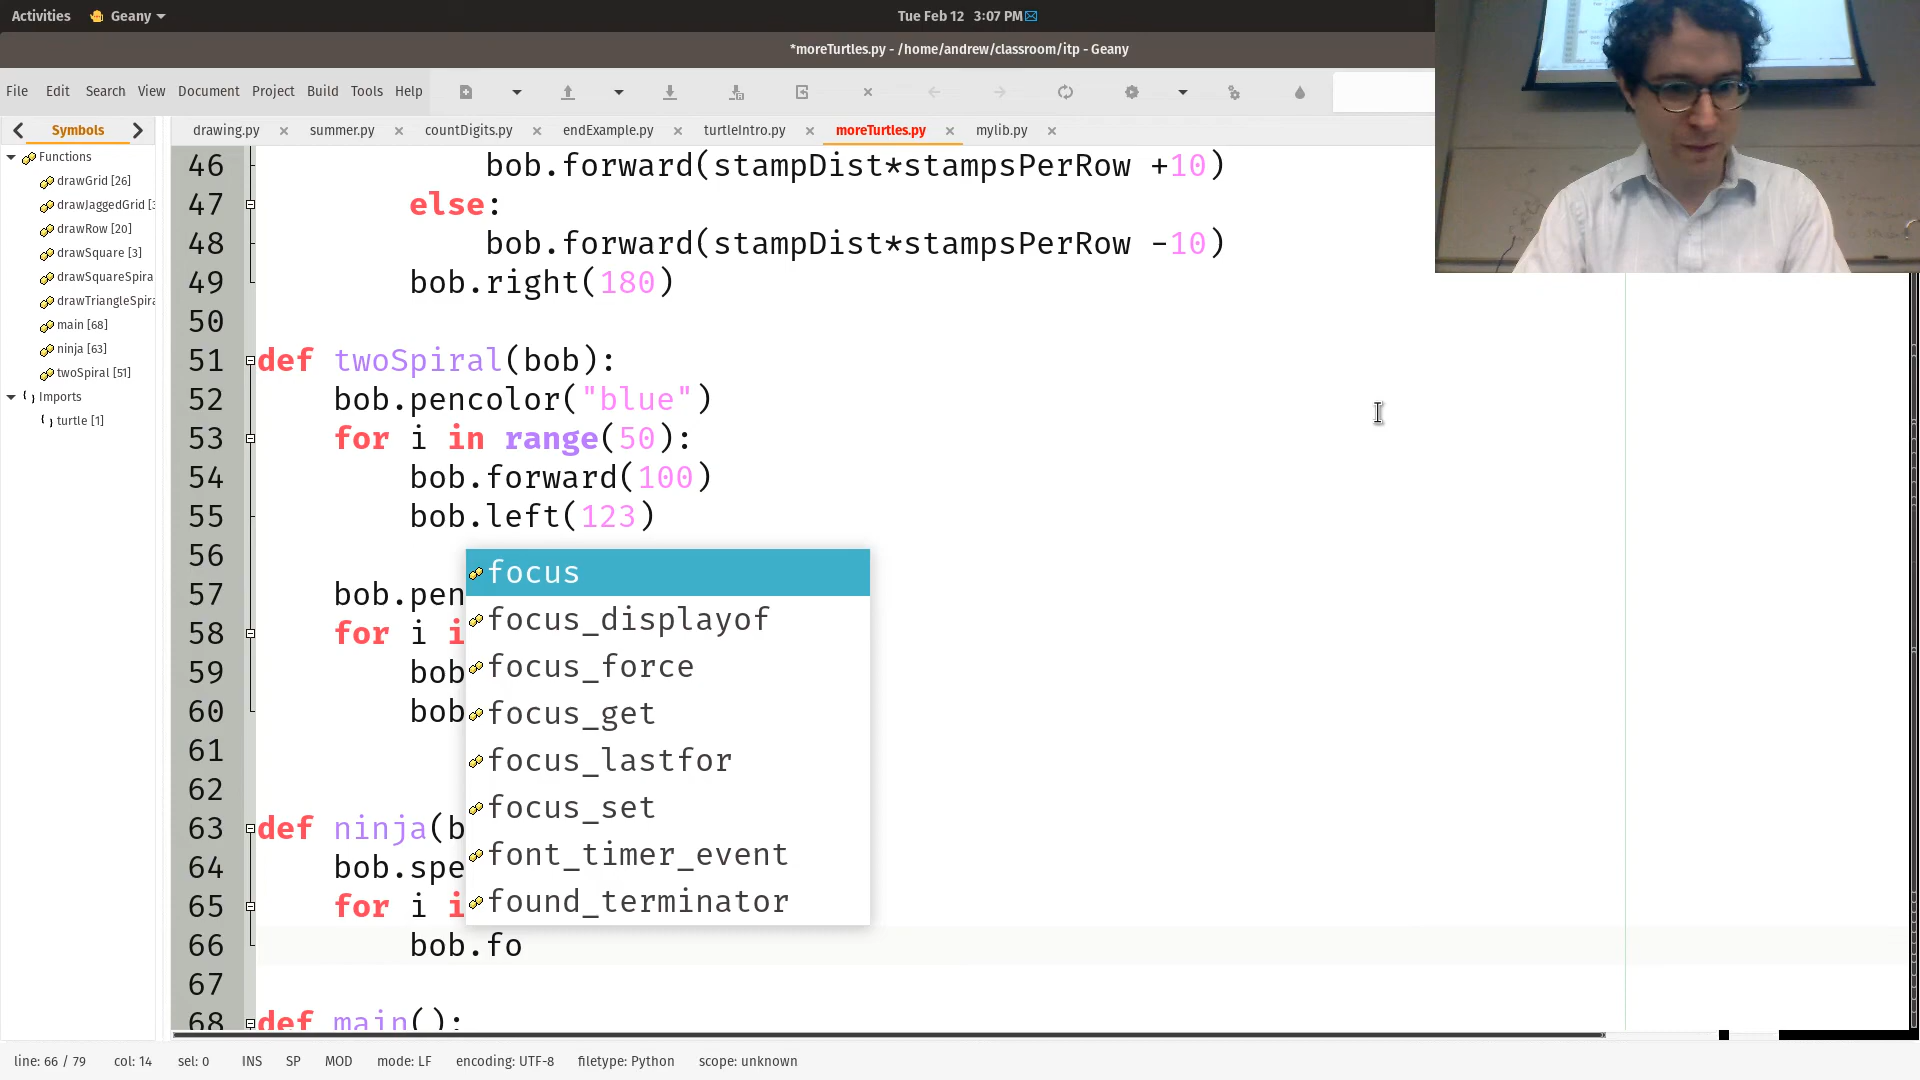 Activities Geany Tue Feb 12 3:07 PM
*moreTurtles.py - /home/andrew/classroom/itp - Geany
File Edit Search View Document Project Build Tools Help
Symbols drawing.py summer.py countDigits.py endExample.py turtleIntro.py moreTurtles.py mylib.py
Functions
drawGrid [26]
drawJaggedGrid [3
drawRow [20]
drawSquare [3]
drawSquareSpira
drawTriangleSpira
main [68]
ninja [63]
twoSpiral [51]
Imports
turtle [1]
46 bob.forward(stampDist*stampsPerRow +10)
47 else:
48 bob.forward(stampDist*stampsPerRow -10)
49 bob.right(180)
50
51 def twoSpiral(bob):
52 bob.pencolor("blue")
53 for i in range(50):
54 bob.forward(100)
55 bob.left(123)
56
57 bob.pen
58 for i i
59 bob
60 bob
61
62
63 def ninja(b
64 bob.spe
65 for i i
66 bob.fo
67
68 def main():
focus
focus_displayof
focus_force
focus_get
focus_lastfor
focus_set
font_timer_event
found_terminator
line: 66 / 79 col: 14 sel: 0 INS SP MOD mode: LF encoding: UTF-8 filetype: Python scope: unknown